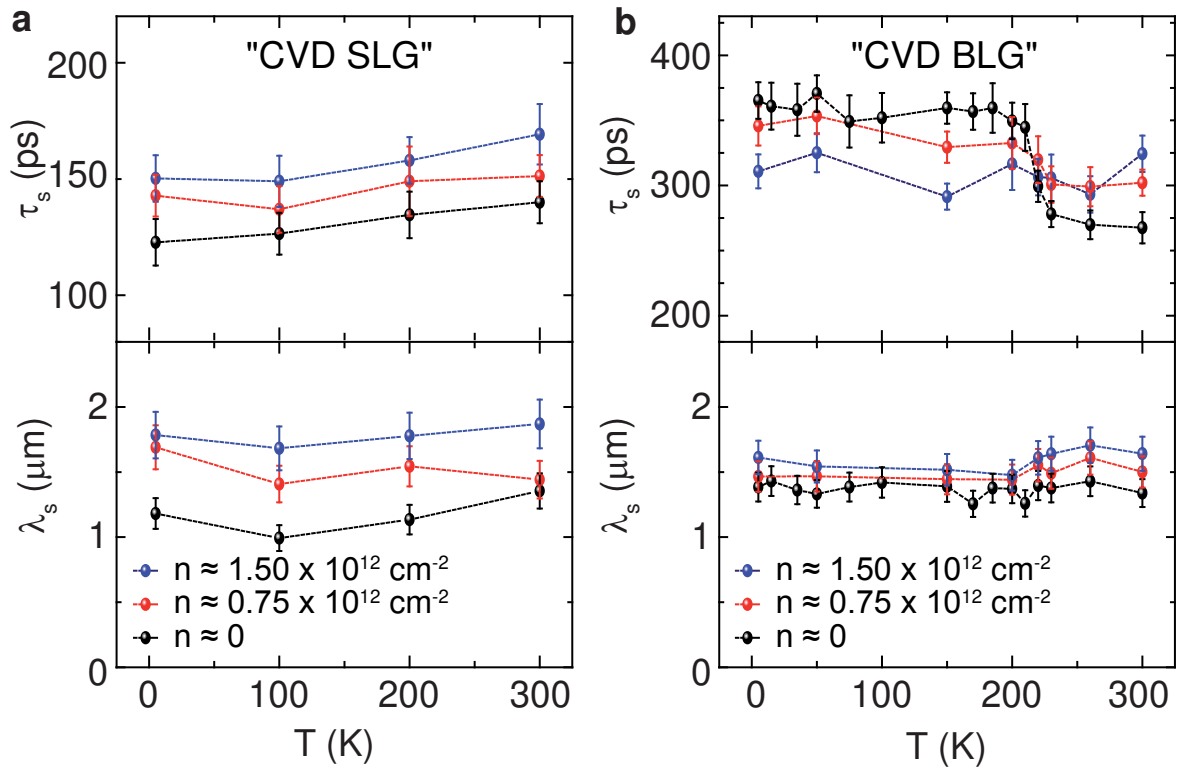 a
"CVD SLG"
200
150
100
τs (ps)
2
1
0
λs (μm)
n ≈ 1.50 x 10¹² cm⁻²
n ≈ 0.75 x 10¹² cm⁻²
n ≈ 0
0 100 200 300
T (K)
b
"CVD BLG"
400
300
200
τs (ps)
2
1
0
λs (μm)
n ≈ 1.50 x 10¹² cm⁻²
n ≈ 0.75 x 10¹² cm⁻²
n ≈ 0
0 100 200 300
T (K)